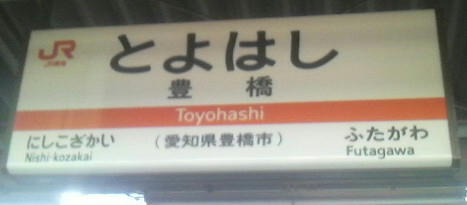 JR
JR東海
とよはし
豊橋
Toyohashi
にしこざかい
Nishi-kozakai
(愛知県豊橋市)
ふたがわ
Futagawa